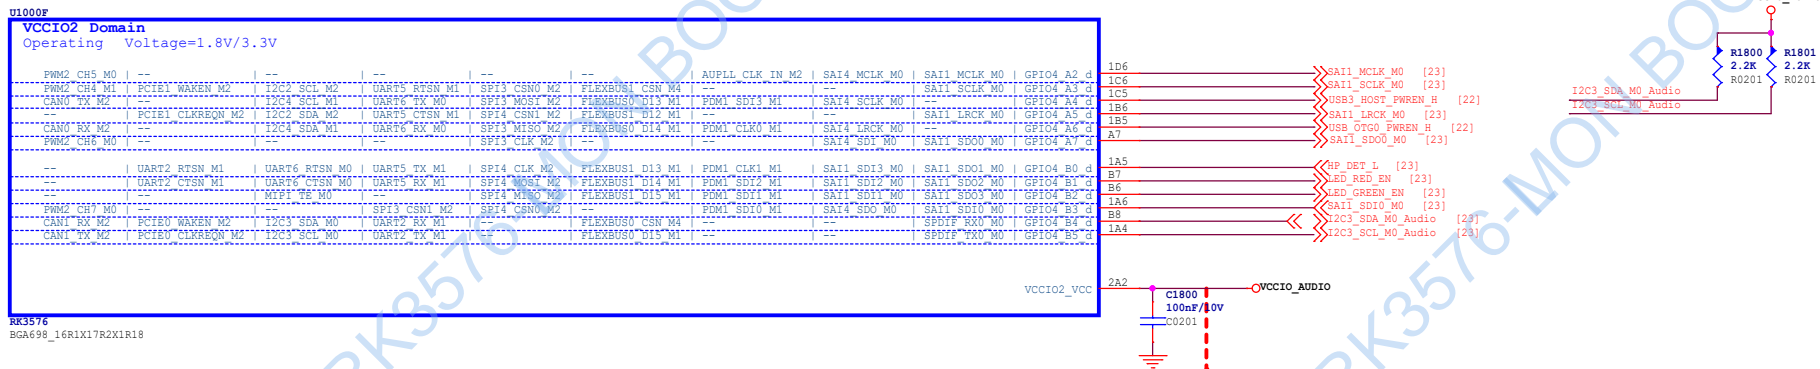 U1000F
VCCIO2 Domain
Operating Voltage=1.8V/3.3V
PWM2_CH5_M0 | -- | -- | -- | -- | -- | AUPLL_CLK_IN_M2 | SAI4_MCLK_M0 | SAI1_MCLK_M0 | GPIO4_A2_d 1D6 SAI1_MCLK_M0 [23]
PWM2_CH4_M1 | PCIE1_WAKEN_M2 | I2C2_SCL_M2 | UART5_RTSN_M1 | SPI3_CSN0_M2 | FLEXBUS1_CSN_M4 | -- | -- | SAI1_SCLK_M0 | GPIO4_A3_d 1C6 SAI1_SCLK_M0 [23]
CAN0_TX_M2 | -- | I2C4_SCL_M1 | UART6_TX_M0 | SPI3_MOSI_M2 | FLEXBUS0_D13_M1 | PDM1_SDI3_M1 | SAI4_SCLK_M0 | -- | GPIO4_A4_d 1C5 USB3_HOST_PWREN_H [22]
-- | PCIE1_CLKREQN_M2 | I2C2_SDA_M2 | UART5_CTSN_M1 | SPI4_CSN1_M2 | FLEXBUS1_D12_M1 | -- | -- | SAI1_LRCK_M0 | GPIO4_A5_d 1B6 SAI1_LRCK_M0 [23]
CAN0_RX_M2 | -- | I2C4_SDA_M1 | UART6_RX_M0 | SPI3_MISO_M2 | FLEXBUS0_D14_M1 | PDM1_CLK0_M1 | SAI4_LRCK_M0 | -- | GPIO4_A6_d 1B5 USB_OTG0_PWREN_H [22]
PWM2_CH6_M0 | -- | -- | -- | SPI3_CLK_M2 | -- | -- | SAI4_SDI_M0 | SAI1_SDO0_M0 | GPIO4_A7_d A7 SAI1_SDO0_M0 [23]
-- | UART2_RTSN_M1 | UART6_RTSN_M0 | UART5_TX_M1 | SPI4_CLK_M2 | FLEXBUS1_D13_M1 | PDM1_CLK1_M1 | SAI1_SDI3_M0 | SAI1_SDO1_M0 | GPIO4_B0_d 1A5 HP_DET_L [23]
-- | UART2_CTSN_M1 | UART6_CTSN_M0 | UART5_RX_M1 | SPI4_MOSI_M2 | FLEXBUS1_D14_M1 | PDM1_SDI2_M1 | SAI1_SDI2_M0 | SAI1_SDO2_M0 | GPIO4_B1_d B7 LED_RED_EN [23]
-- | -- | MIPI_TE_M0 | -- | SPI4_MISO_M2 | FLEXBUS1_D15_M1 | PDM1_SDI1_M1 | SAI1_SDI1_M0 | SAI1_SDO3_M0 | GPIO4_B2_d B6 LED_GREEN_EN [23]
PWM2_CH7_M0 | -- | -- | SPI3_CSN1_M2 | SPI4_CSN0_M2 | -- | PDM1_SDI0_M1 | SAI4_SDO_M0 | SAI1_SDI0_M0 | GPIO4_B3_d 1A6 SAI1_SDI0_M0 [23]
CAN1_RX_M2 | PCIE0_WAKEN_M2 | I2C3_SDA_M0 | UART2_RX_M1 | -- | FLEXBUS0_CSN_M4 | -- | -- | SPDIF_RX0_M0 | GPIO4_B4_d B8 I2C3_SDA_M0_Audio [23]
CAN1_TX_M2 | PCIE0_CLKREQN_M2 | I2C3_SCL_M0 | UART2_TX_M1 | -- | FLEXBUS0_D15_M1 | -- | -- | SPDIF_TX0_M0 | GPIO4_B5_d 1A4 I2C3_SCL_M0_Audio [23]
VCCIO2_VCC 2A2 VCCIO_AUDIO
C1800
100nF/10V
C0201
RK3576
BGA698_16R1X17R2X1R18
R1800 R1801
2.2K 2.2K
R0201 R0201
I2C3_SDA_M0_Audio
I2C3_SCL_M0_Audio